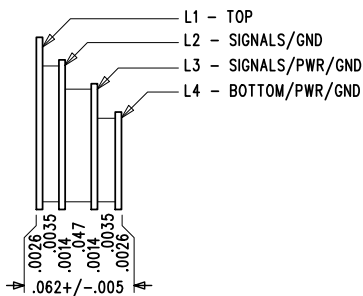 L1 - TOP
L2 - SIGNALS/GND
L3 - SIGNALS/PWR/GND
L4 - BOTTOM/PWR/GND
.0026
.0035
.0014
.047
.0014
.0035
.0026
.062+/-.005